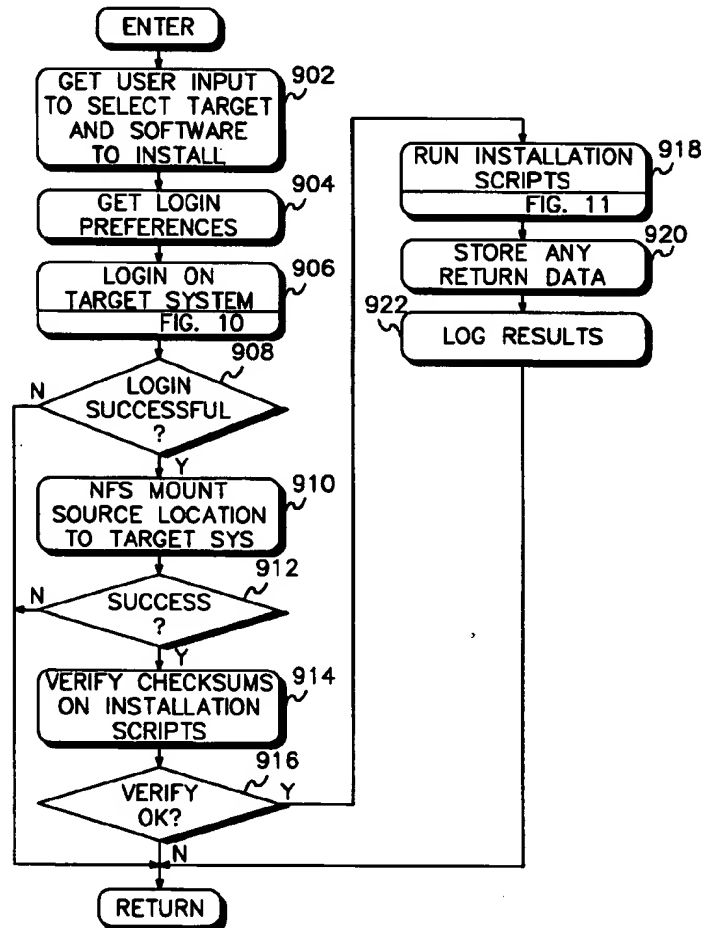 ENTER
902
GET USER INPUT
TO SELECT TARGET
AND SOFTWARE
TO INSTALL
904
GET LOGIN
PREFERENCES
906
LOGIN ON
TARGET SYSTEM
FIG. 10
908
N
LOGIN
SUCCESSFUL
?
Y
910
NFS MOUNT
SOURCE LOCATION
TO TARGET SYS
912
N
SUCCESS
?
Y
914
VERIFY CHECKSUMS
ON INSTALLATION
SCRIPTS
916
VERIFY
OK?
Y
N
RETURN
918
RUN INSTALLATION
SCRIPTS
FIG. 11
920
STORE ANY
RETURN DATA
922
LOG RESULTS